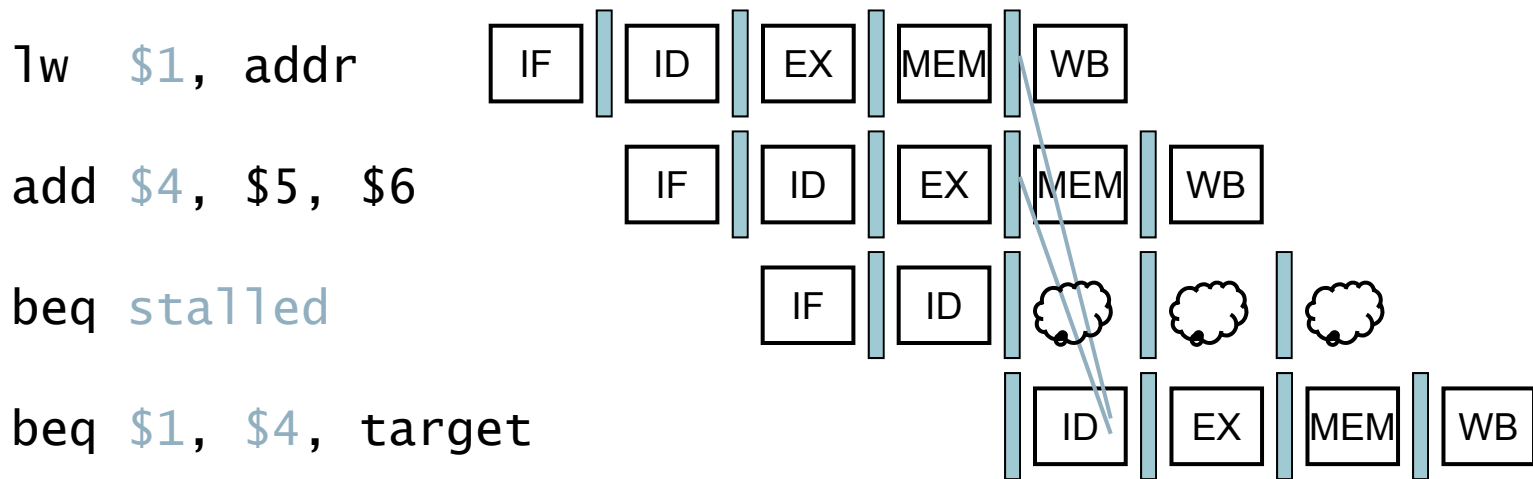 lw $1, addr IF ID EX MEM WB
add $4, $5, $6 IF ID EX MEM WB
beq stalled IF ID
beq $1, $4, target ID EX MEM WB